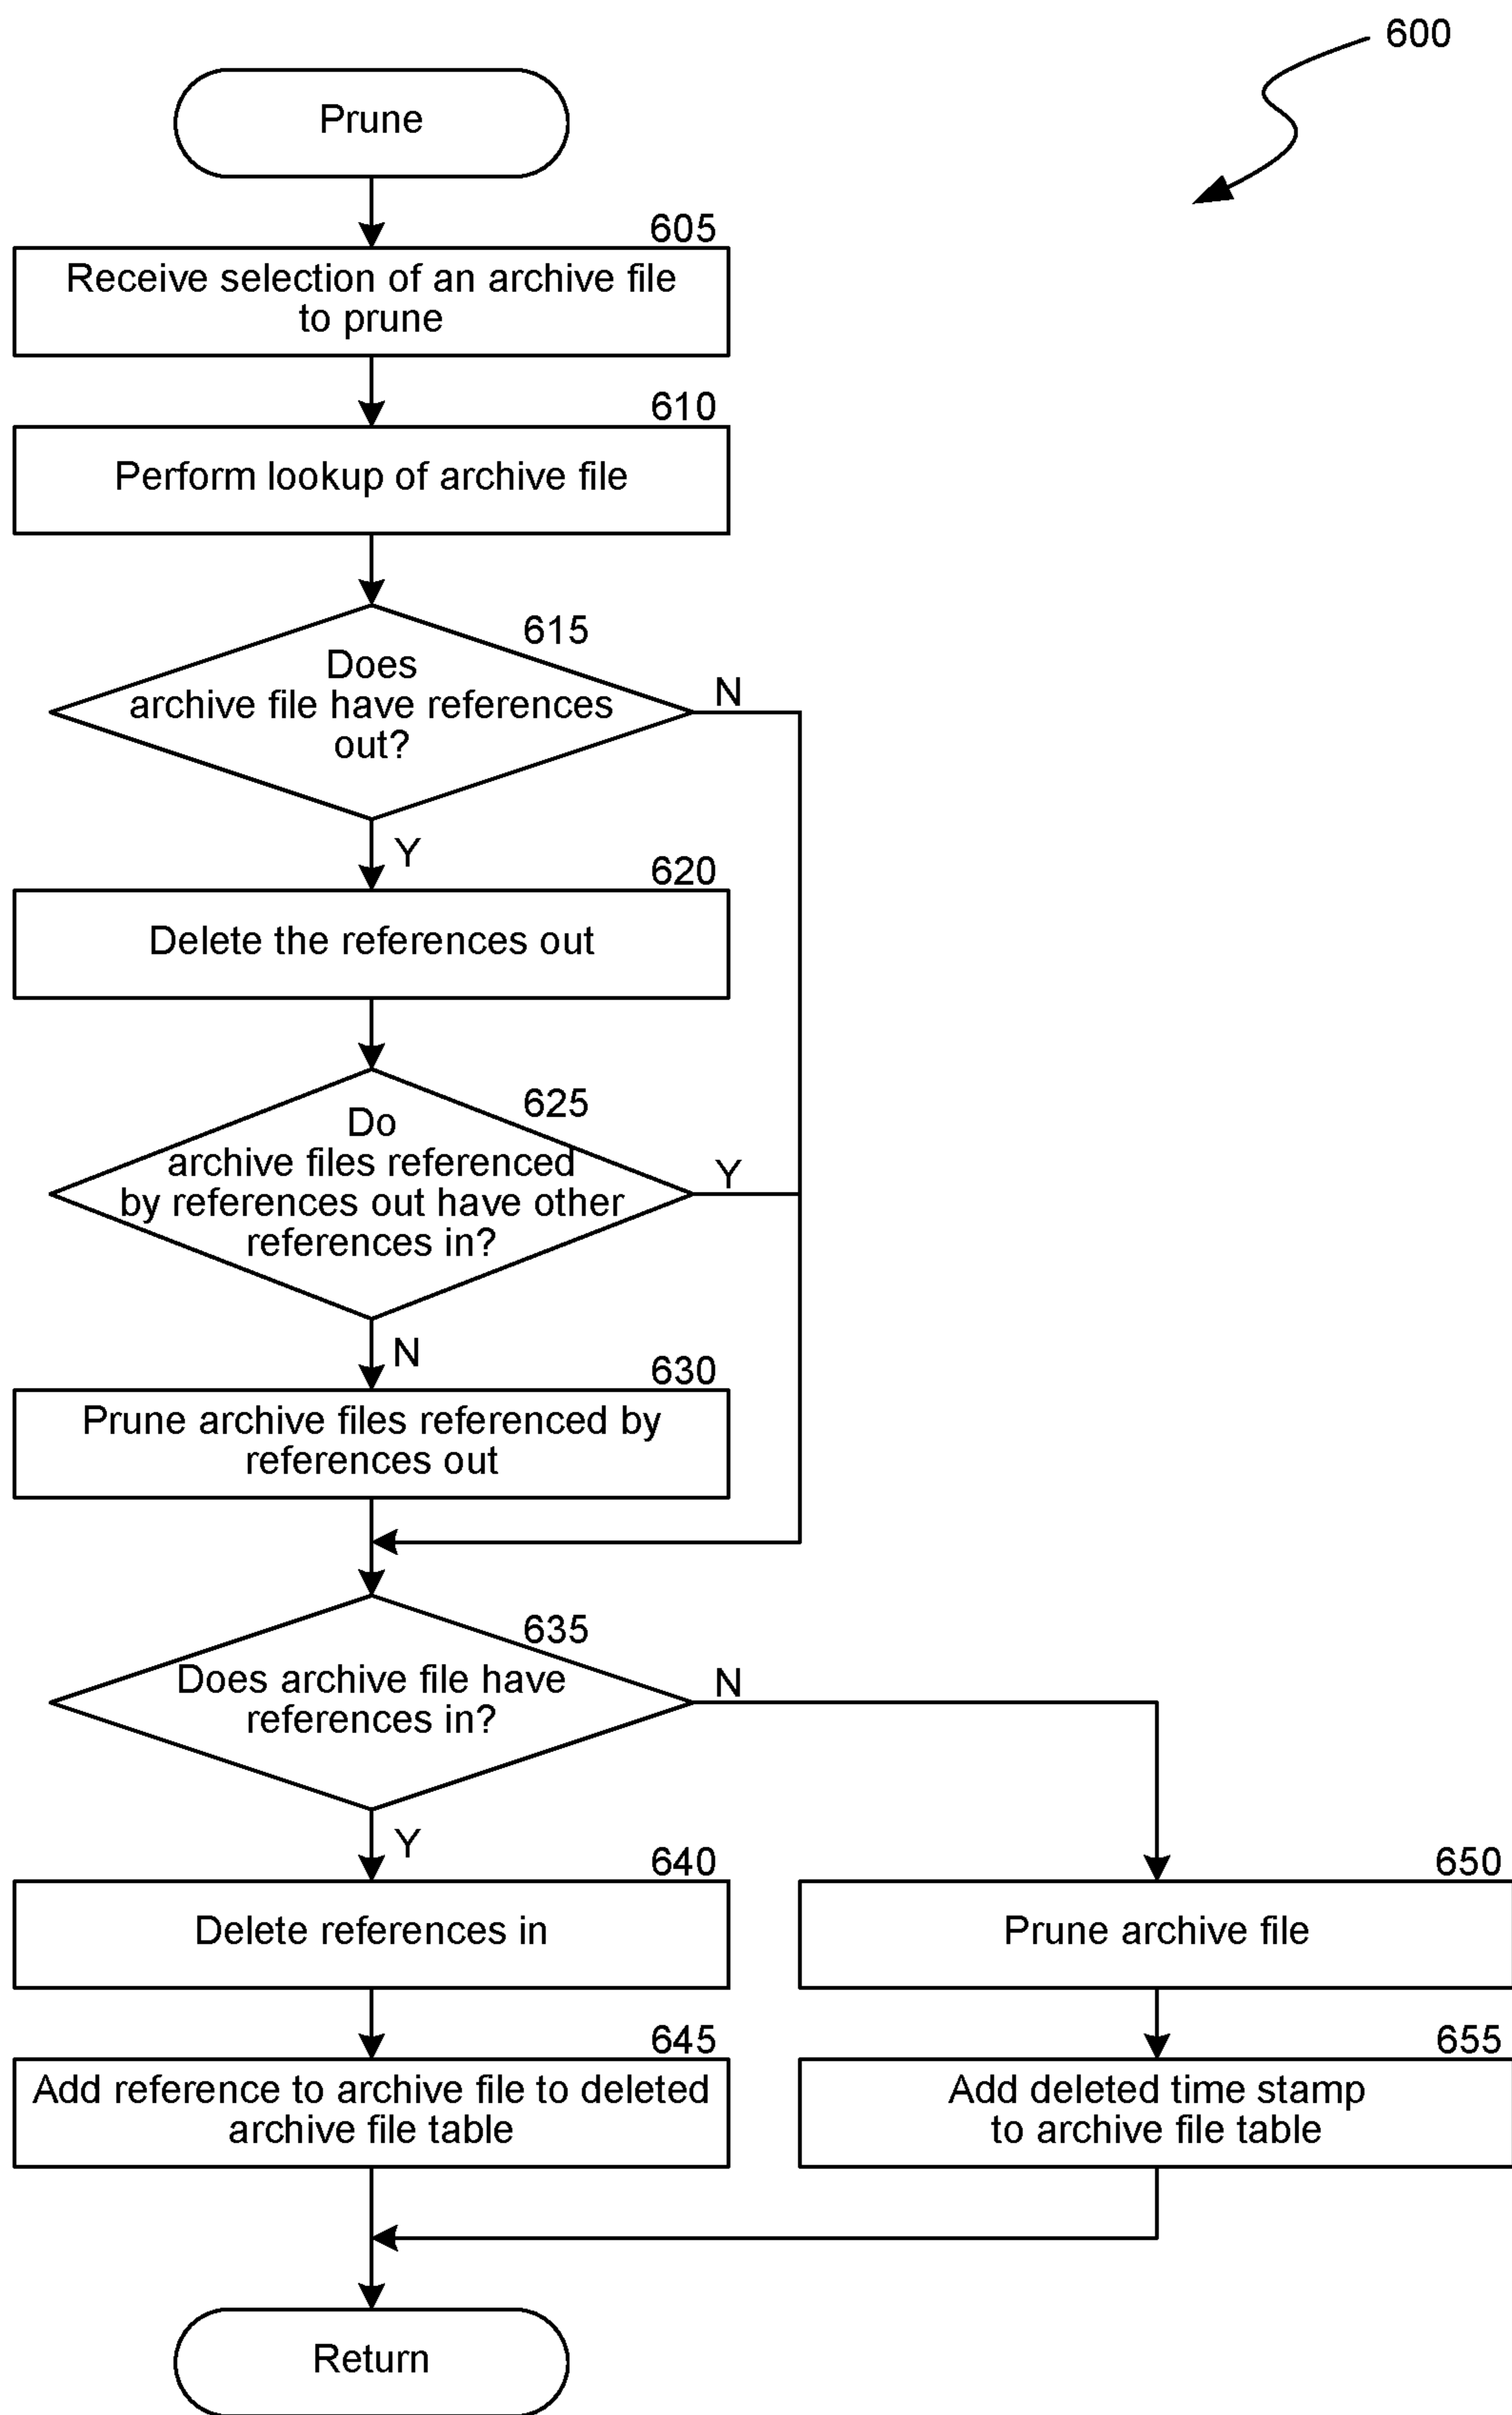 600
Prune
605
Receive selection of an archive file
to prune
610
Perform lookup of archive file
615
Does
archive file have references
out?
N
Y
620
Delete the references out
625
Do
archive files referenced
by references out have other
references in?
Y
N
630
Prune archive files referenced by
references out
635
Does archive file have
references in?
N
Y
640
Delete references in
650
Prune archive file
645
Add reference to archive file to deleted
archive file table
655
Add deleted time stamp
to archive file table
Return